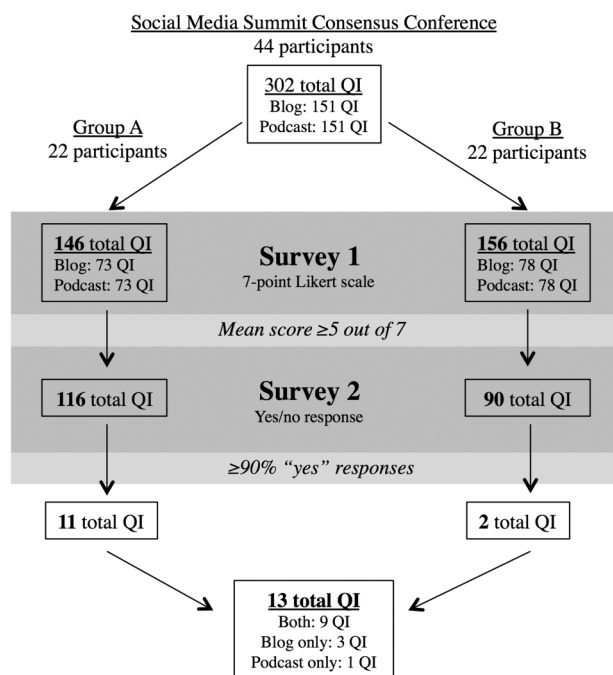 Social Media Summit Consensus Conference
44 participants
302 total QI
Blog: 151 QI
Podcast: 151 QI
Group A
22 participants
Group B
22 participants
146 total QI
Blog: 73 QI
Podcast: 73 QI
Survey 1
7-point Likert scale
156 total QI
Blog: 78 QI
Podcast: 78 QI
Mean score ≥5 out of 7
116 total QI
Survey 2
Yes/no response
90 total QI
≥90% “yes” responses
11 total QI
2 total QI
13 total QI
Both: 9 QI
Blog only: 3 QI
Podcast only: 1 QI